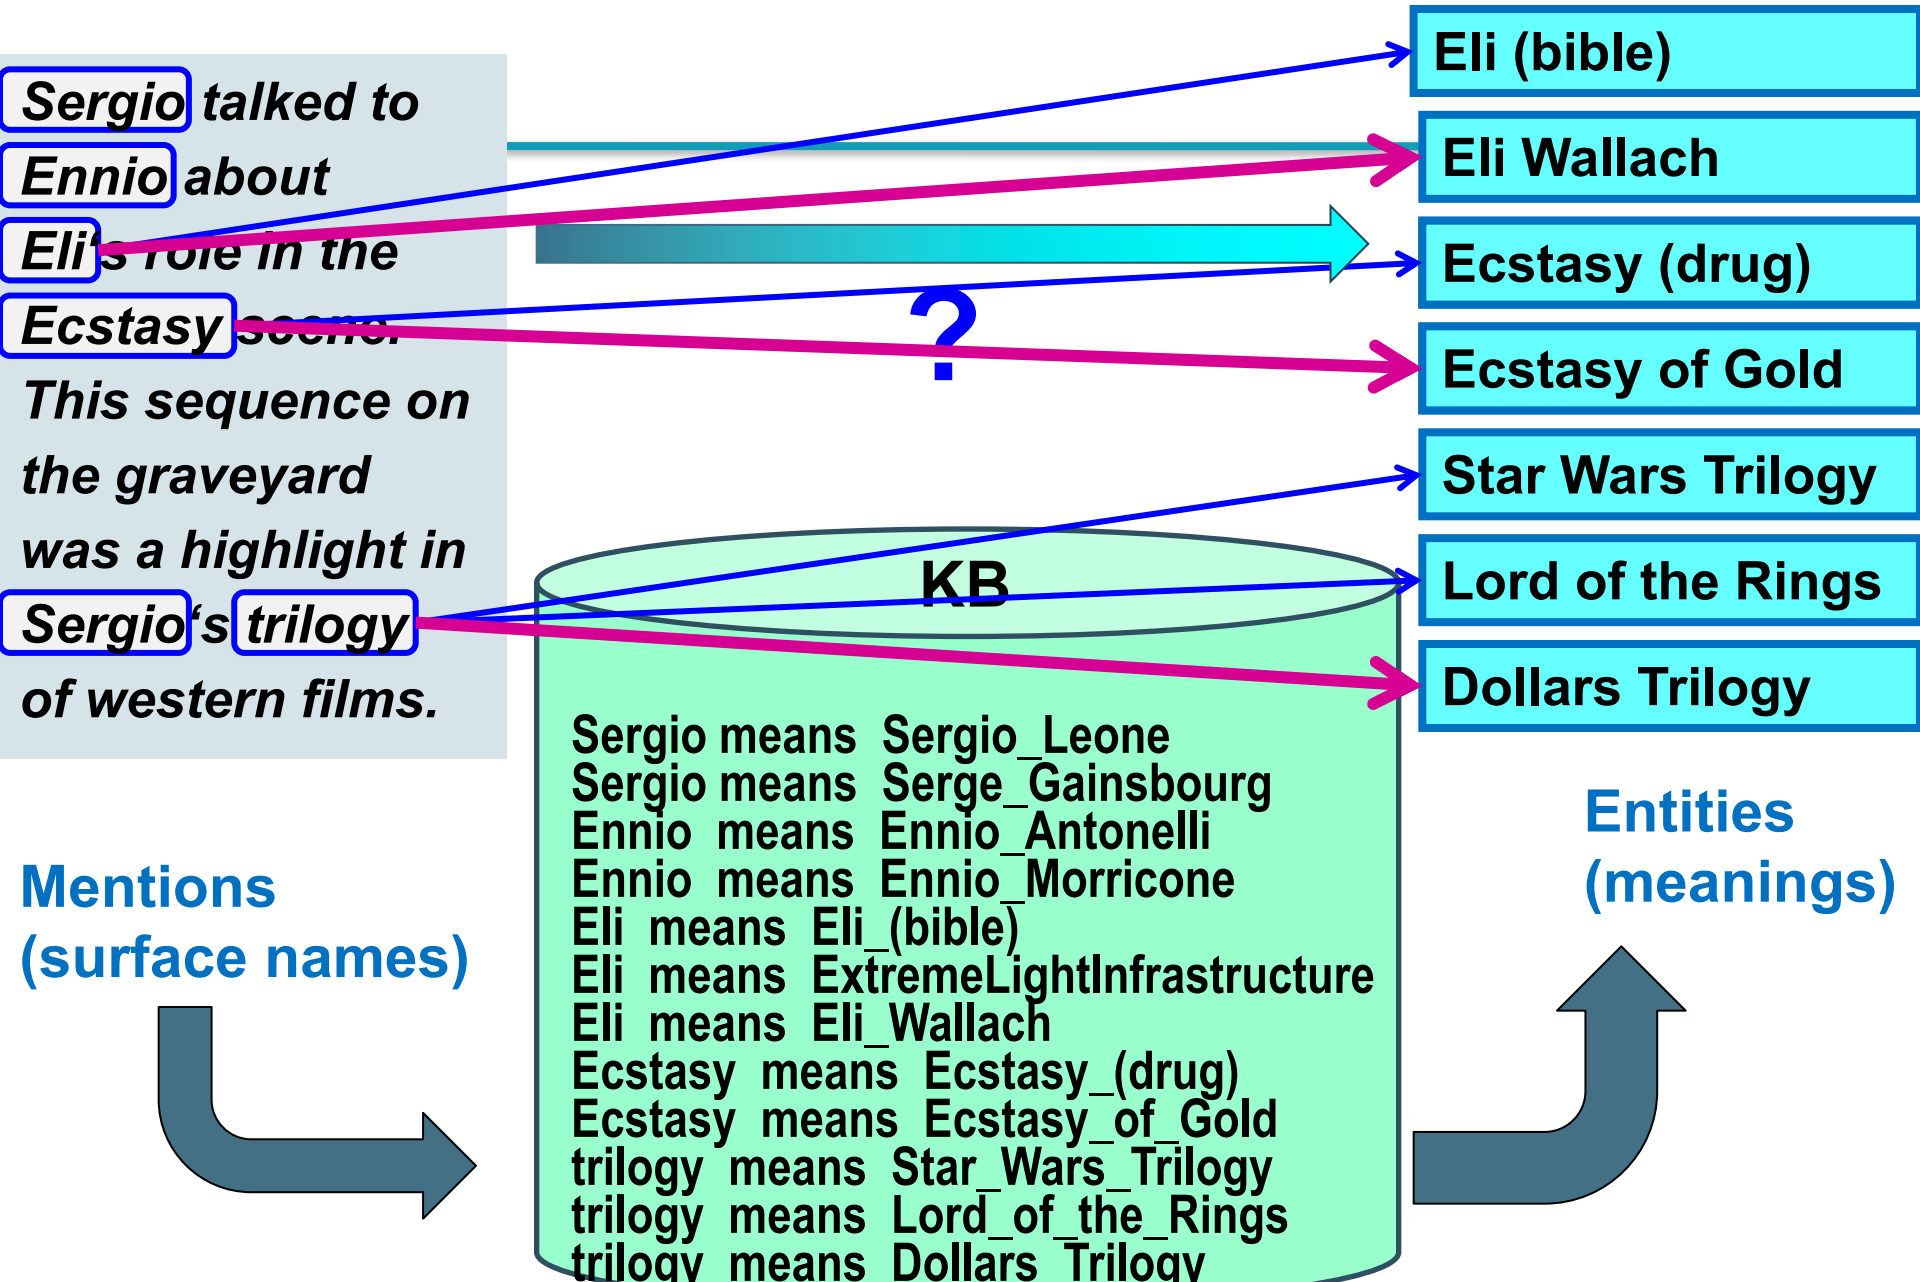 Sergio talked to
Ennio about
Eli‘s role in the
Ecstasy scene.
This sequence on
the graveyard
was a highlight in
Sergio‘s trilogy
of western films.
Mentions
(surface names)
?
KB
Sergio means Sergio_Leone
Sergio means Serge_Gainsbourg
Ennio means Ennio_Antonelli
Ennio means Ennio_Morricone
Eli means Eli_(bible)
Eli means ExtremeLightInfrastructure
Eli means Eli_Wallach
Ecstasy means Ecstasy_(drug)
Ecstasy means Ecstasy_of_Gold
trilogy means Star_Wars_Trilogy
trilogy means Lord_of_the_Rings
trilogy means Dollars_Trilogy
Eli (bible)
Eli Wallach
Ecstasy (drug)
Ecstasy of Gold
Star Wars Trilogy
Lord of the Rings
Dollars Trilogy
Entities
(meanings)